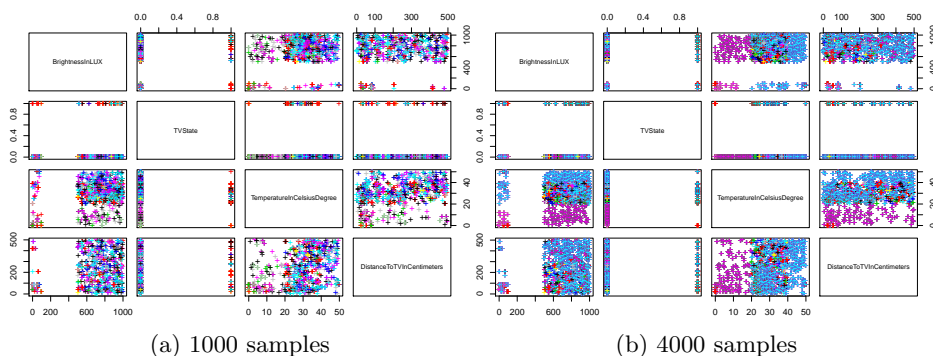 0.0 0.4 0.8 0 100 300 500 0.0 0.4 0.8 0 100 300 500
BrightnessInLUX 0 400 1000 BrightnessInLUX 0 400 1000
0.0 0.4 0.8 TVState 0.0 0.4 0.8 TVState
TemperatureInCelsiusDegree 0 20 40 TemperatureInCelsiusDegree 0 20 40
0 200 500 DistanceToTVInCentimeters 0 200 500 DistanceToTVInCentimeters
0 200 600 1000 0 10 20 30 40 50 0 200 600 1000 0 10 20 30 40 50
(a) 1000 samples (b) 4000 samples